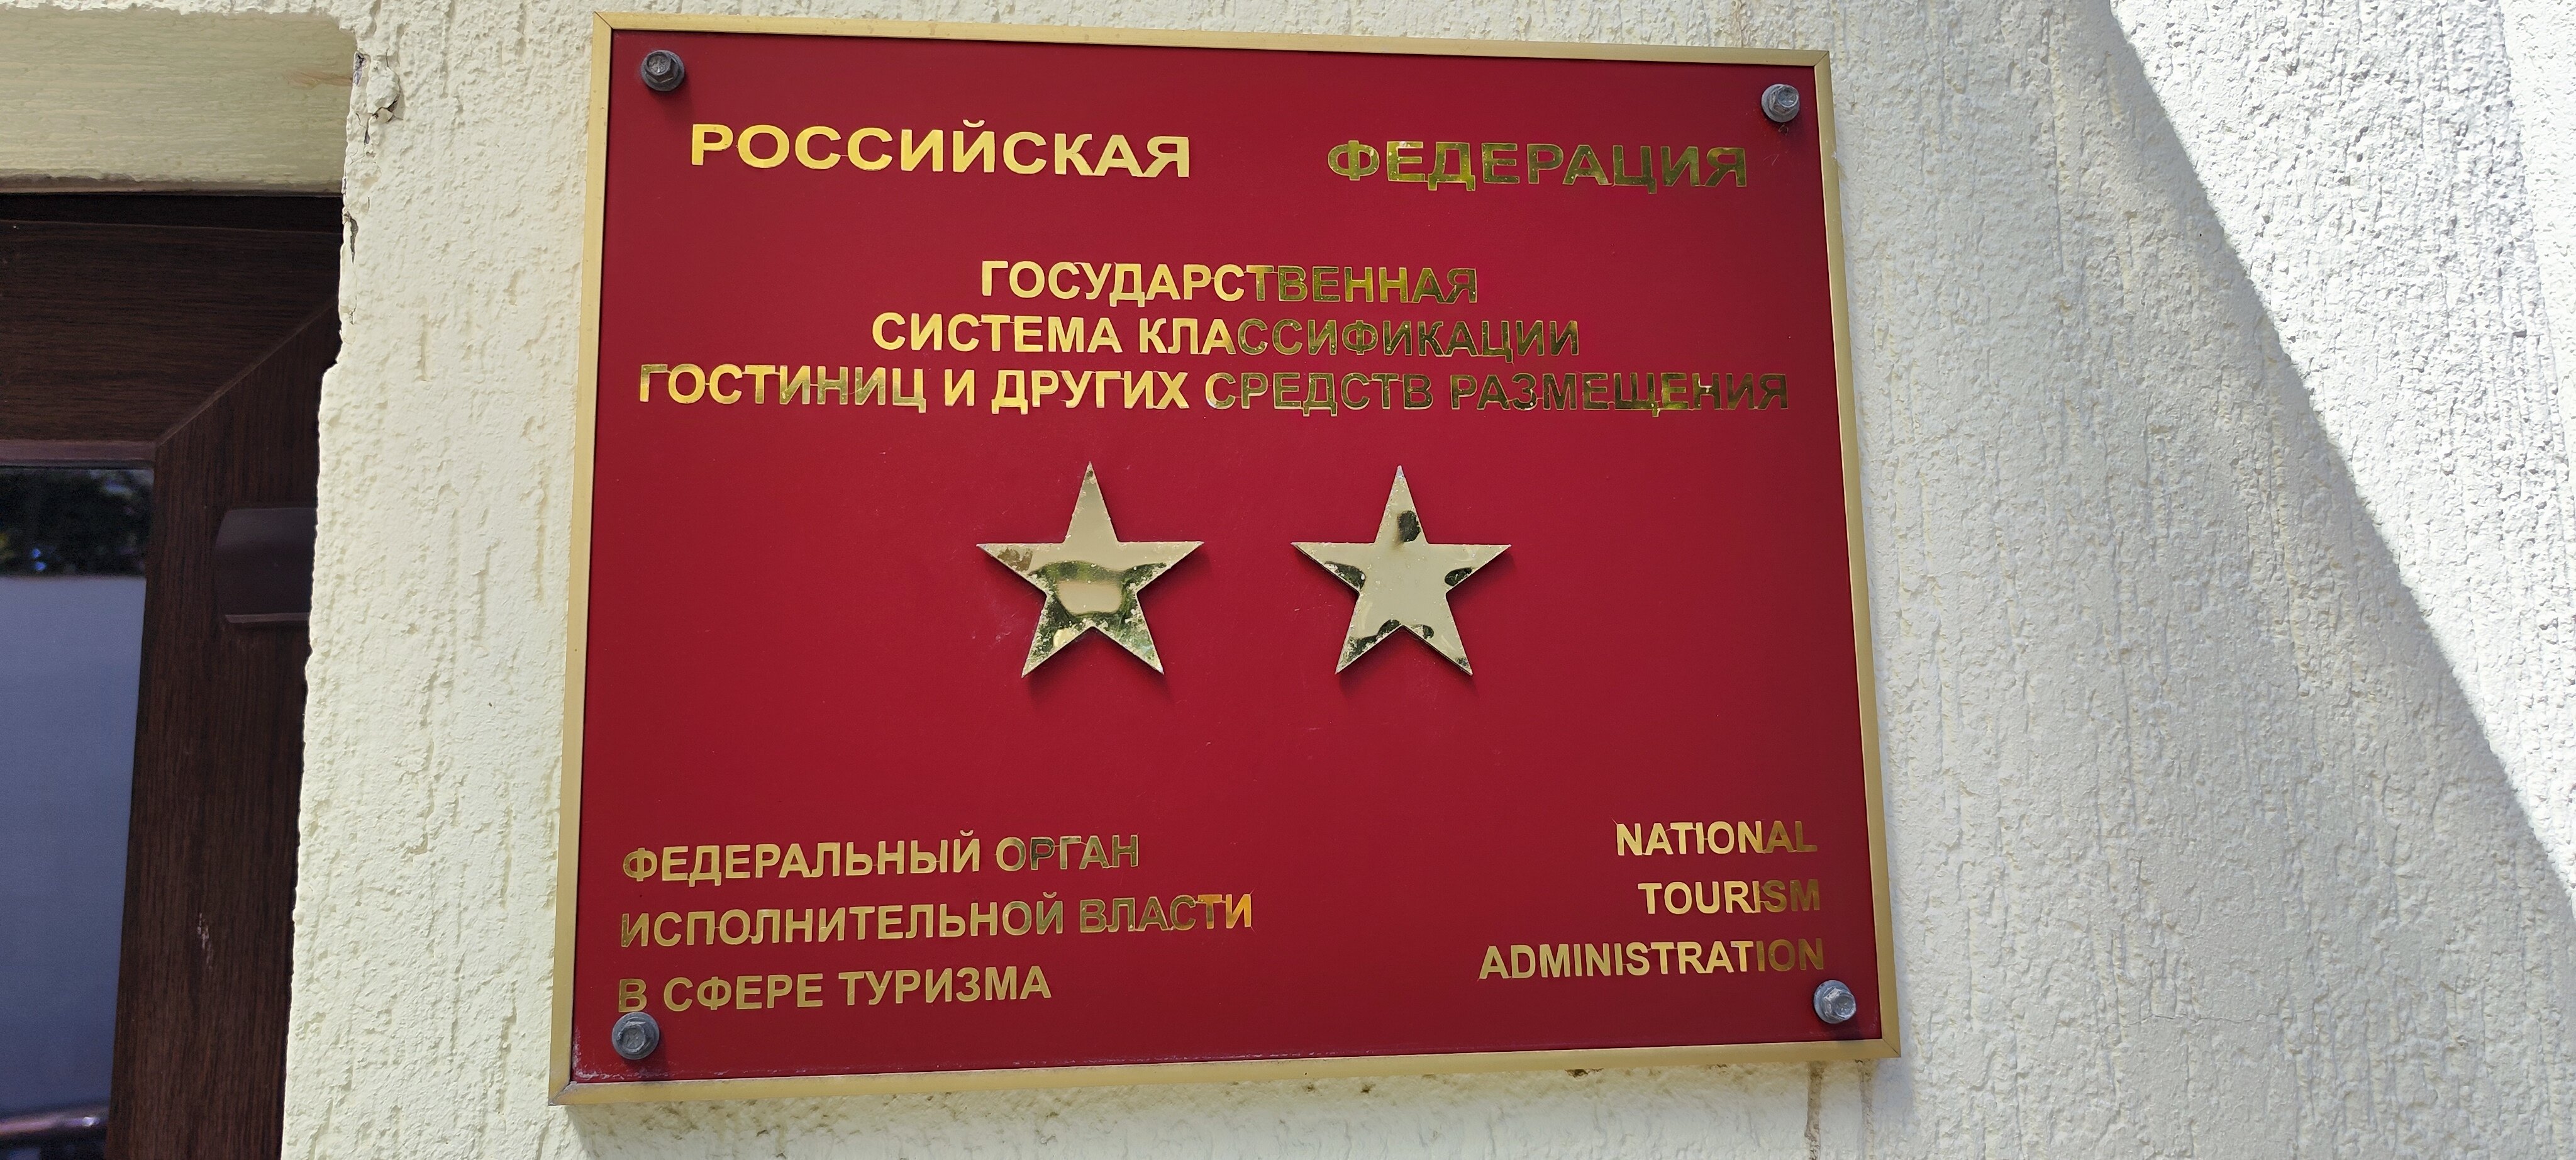 РОССИЙСКАЯ ФЕДЕРАЦИЯ
ГОСУДАРСТВЕННАЯ
СИСТЕМА КЛАССИФИКАЦИИ
ГОСТИНИЦ И ДРУГИХ СРЕДСТВ РАЗМЕЩЕНИЯ
ФЕДЕРАЛЬНЫЙ ОРГАН
ИСПОЛНИТЕЛЬНОЙ ВЛАСТИ
В СФЕРЕ ТУРИЗМА
NATIONAL
TOURISM
ADMINISTRATION